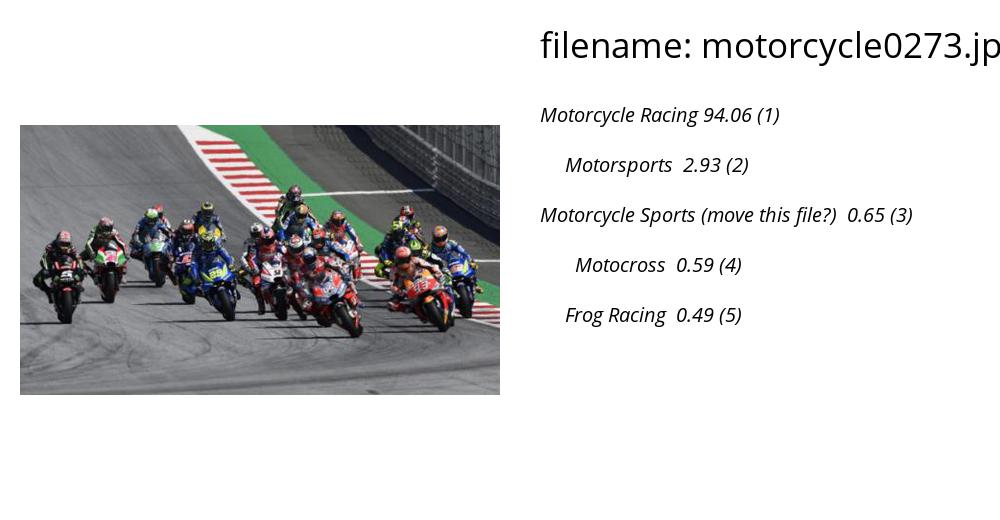 filename: motorcycle0273.jp
Motorcycle Racing 94.06 (1)
Motorsports 2.93 (2)
Motorcycle Sports (move this file?) 0.65 (3)
Motocross 0.59 (4)
Frog Racing 0.49 (5)